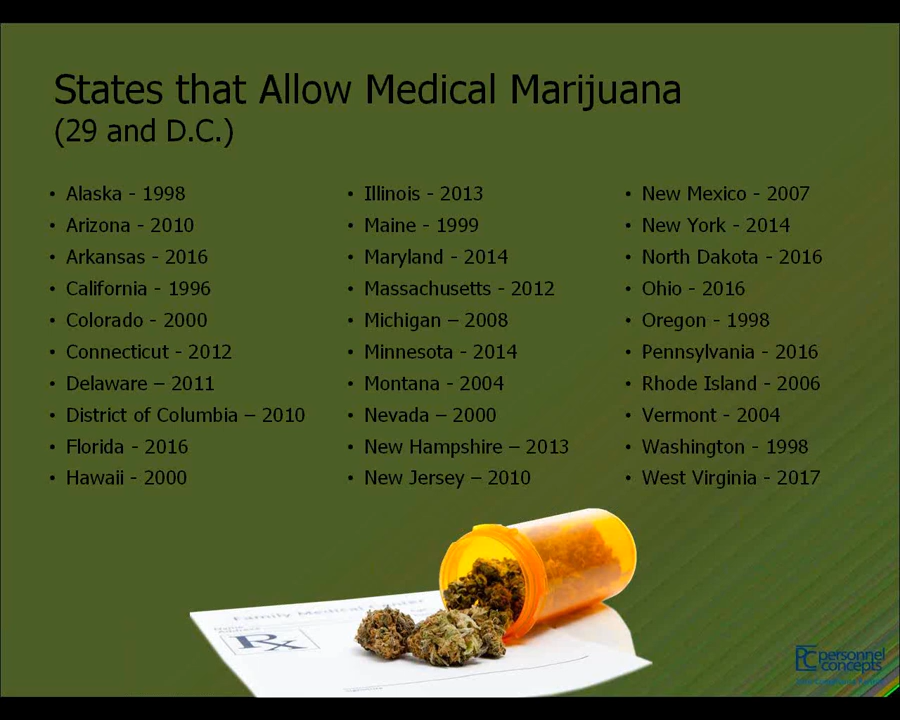 States that Allow Medical Marijuana
(29 and D.C.)
• Alaska - 1998
• Arizona - 2010
• Arkansas - 2016
• California - 1996
• Colorado - 2000
• Connecticut - 2012
• Delaware – 2011
• District of Columbia – 2010
• Florida - 2016
• Hawaii - 2000
• Illinois - 2013
• Maine - 1999
• Maryland - 2014
• Massachusetts - 2012
• Michigan – 2008
• Minnesota - 2014
• Montana - 2004
• Nevada – 2000
• New Hampshire – 2013
• New Jersey – 2010
• New Mexico - 2007
• New York - 2014
• North Dakota - 2016
• Ohio - 2016
• Oregon - 1998
• Pennsylvania - 2016
• Rhode Island - 2006
• Vermont - 2004
• Washington - 1998
• West Virginia - 2017
Family Medical Center
Rx
PC personnel
concepts